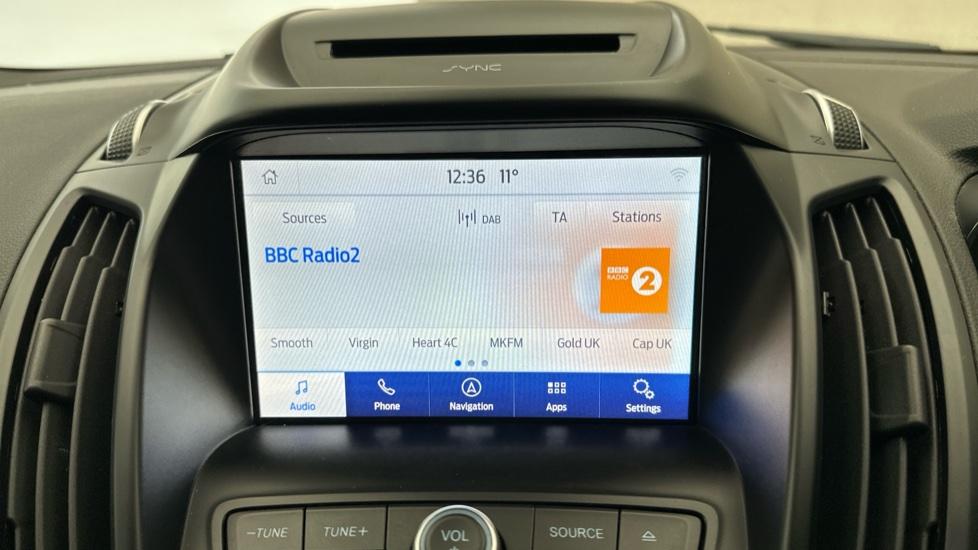 SYNC
12:36 11°
Sources DAB TA Stations
BBC Radio2
BBC
RADIO 2
Smooth Virgin Heart 4C MKFM Gold UK Cap UK
Audio Phone Navigation Apps Settings
−TUNE TUNE+ VOL SOURCE
+